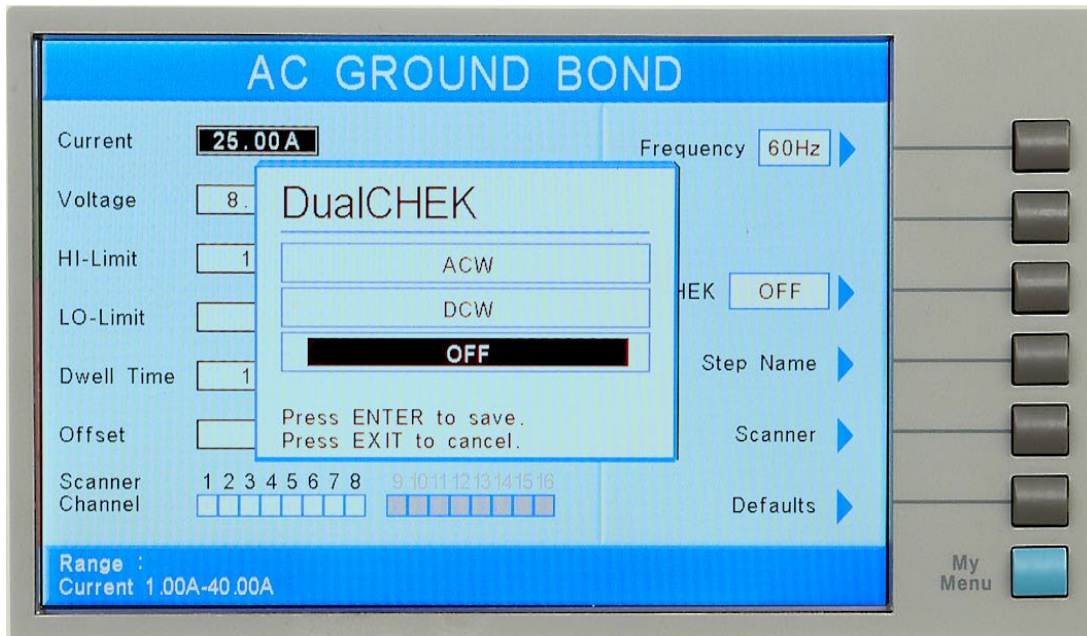 AC GROUND BOND
Current 25.00A
Frequency 60Hz
Voltage 8.
DualCHEK
HI-Limit 1
ACW
HEK OFF
DCW
LO-Limit
OFF
Step Name
Dwell Time 1
Press ENTER to save.
Offset
Press EXIT to cancel.
Scanner
Scanner
Channel
1 2 3 4 5 6 7 8 9 10 11 12 13 14 15 16
Defaults
Range :
Current 1.00A-40.00A
My
Menu